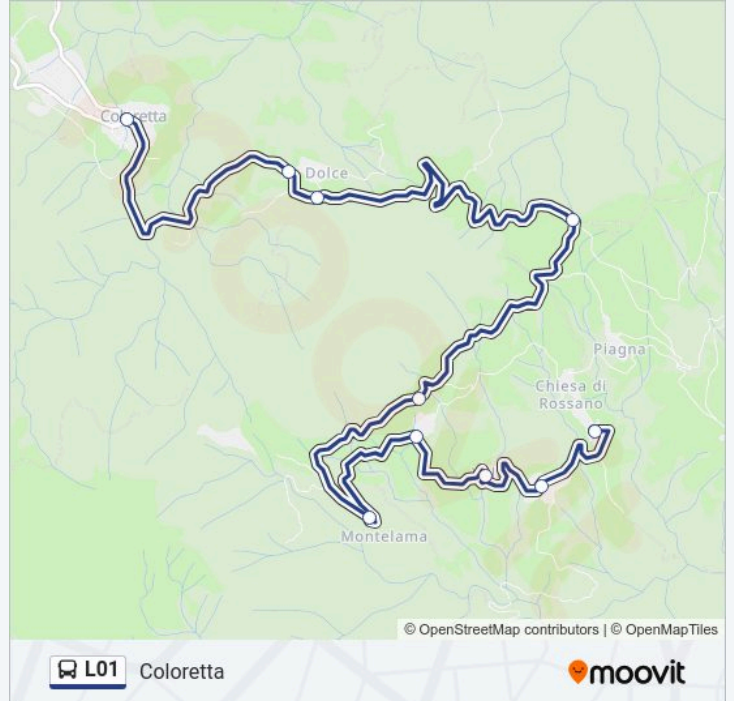 Coloretta
Dolce
Piagna
Chiesa di
Rossano
Montelama
© OpenStreetMap contributors | © OpenMapTiles
L01 Coloretta
moovit